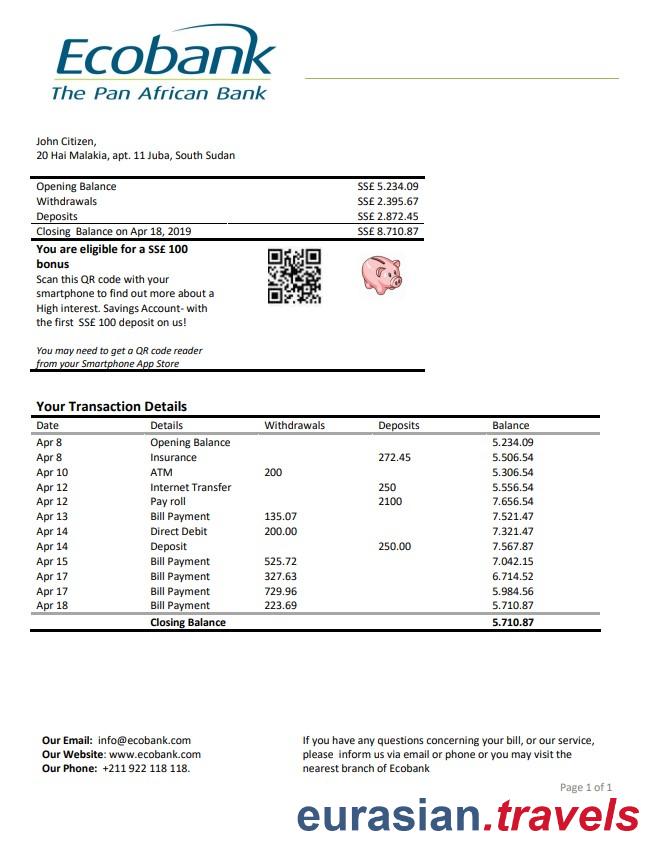 Ecobank
The Pan African Bank
John Citizen,
20 Hai Malakia, apt. 11 Juba, South Sudan
Opening Balance SS£ 5.234.09
Withdrawals SS£ 2.395.67
Deposits SS£ 2.872.45
Closing Balance on Apr 18, 2019 SS£ 8.710.87
You are eligible for a SS£ 100
bonus
Scan this QR code with your
smartphone to find out more about a
High interest. Savings Account- with
the first SS£ 100 deposit on us!
You may need to get a QR code reader
from your Smartphone App Store
Your Transaction Details
Date Details Withdrawals Deposits Balance
Apr 8 Opening Balance 5.234.09
Apr 8 Insurance 272.45 5.506.54
Apr 10 ATM 200 5.306.54
Apr 12 Internet Transfer 250 5.556.54
Apr 12 Pay roll 2100 7.656.54
Apr 13 Bill Payment 135.07 7.521.47
Apr 14 Direct Debit 200.00 7.321.47
Apr 14 Deposit 250.00 7.567.87
Apr 15 Bill Payment 525.72 7.042.15
Apr 17 Bill Payment 327.63 6.714.52
Apr 17 Bill Payment 729.96 5.984.56
Apr 18 Bill Payment 223.69 5.710.87
Closing Balance 5.710.87
Our Email: info@ecobank.com
Our Website: www.ecobank.com
Our Phone: +211 922 118 118.
If you have any questions concerning your bill, or our service,
please inform us via email or phone or you may visit the
nearest branch of Ecobank
Page 1 of 1
eurasian.travels